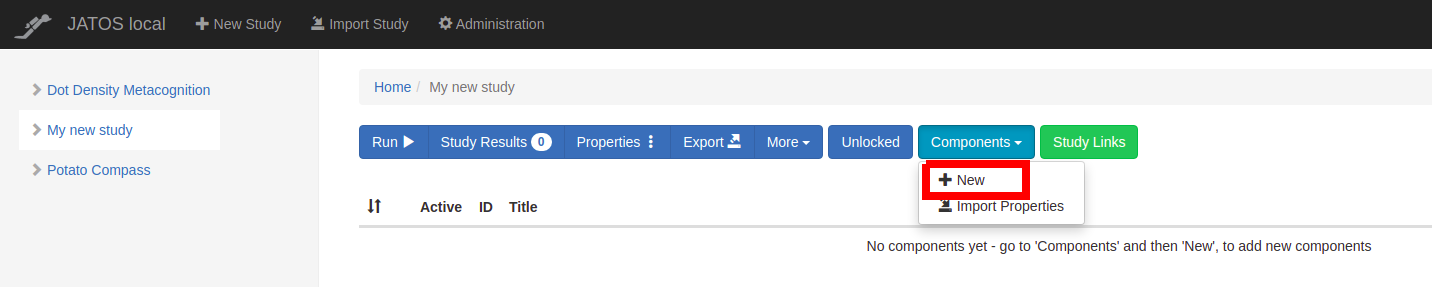 JATOS local New Study Import Study Administration
Dot Density Metacognition
My new study
Potato Compass
Home / My new study
Run Study Results 0 Properties Export More Unlocked Components Study Links
New
Import Properties
Active ID Title
No components yet - go to 'Components' and then 'New', to add new components